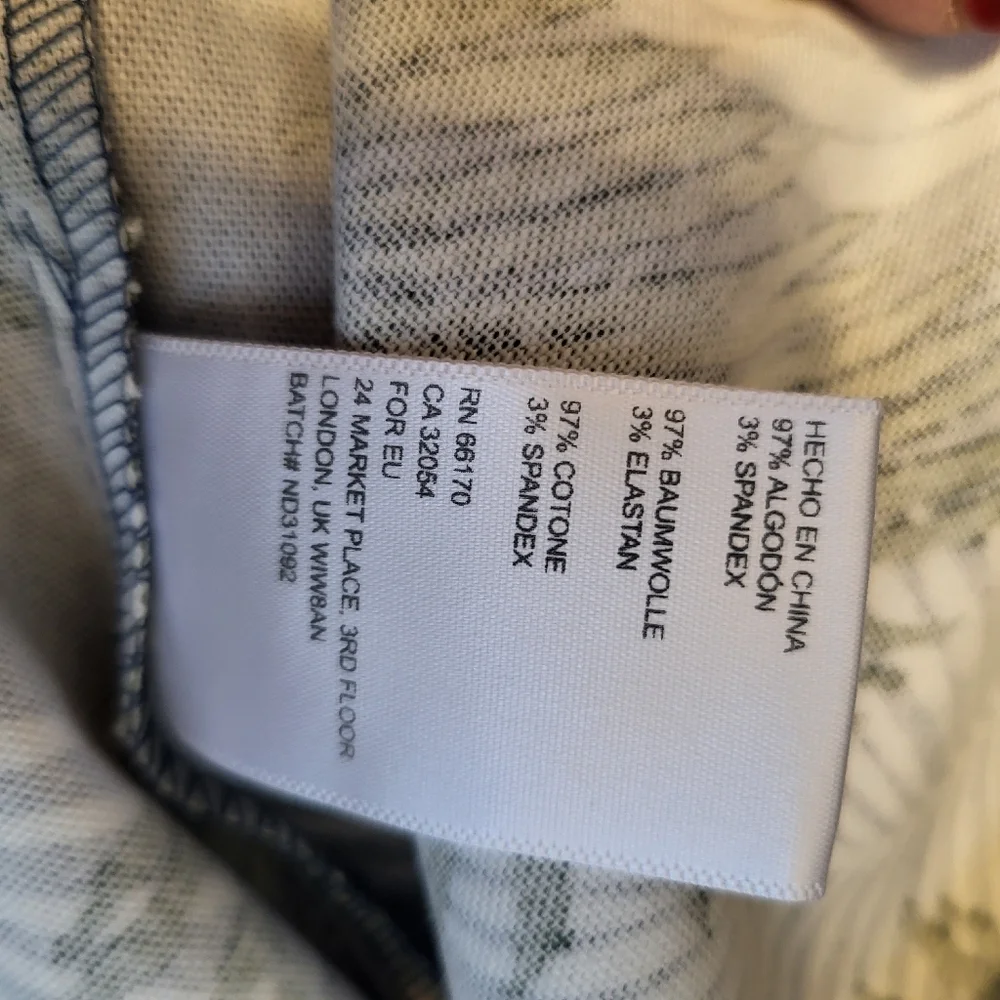 HECHO EN CHINA
97% ALGODÓN
3% SPANDEX
97% BAUMWOLLE
3% ELASTAN
97% COTONE
3% SPANDEX
RN 66170
CA 32054
FOR EU
24 MARKET PLACE, 3RD FLOOR
LONDON, UK WIW8AN
BATCH# ND31092